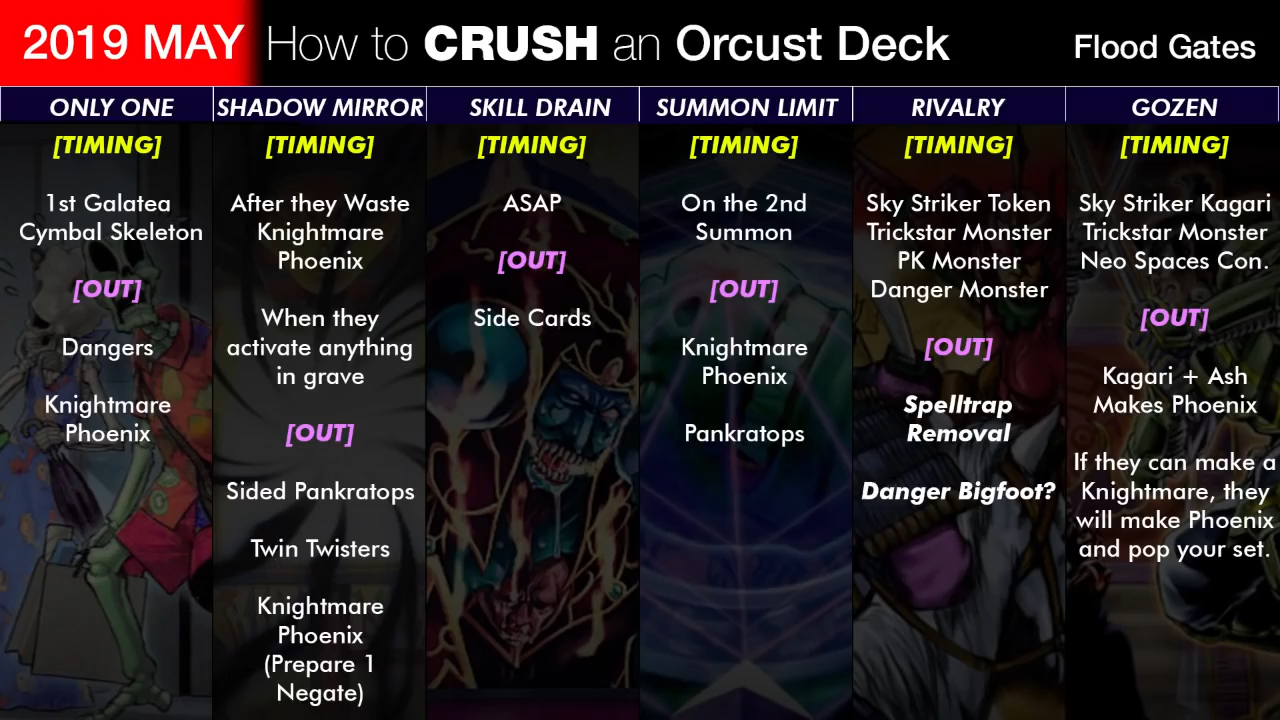 2019 MAY How to CRUSH an Orcust Deck Flood Gates
ONLY ONE
[TIMING]
1st Galatea
Cymbal Skeleton
[OUT]
Dangers
Knightmare
Phoenix
SHADOW MIRROR
[TIMING]
After they Waste
Knightmare
Phoenix
When they
activate anything
in grave
[OUT]
Sided Pankratops
Twin Twisters
Knightmare
Phoenix
(Prepare 1
Negate)
SKILL DRAIN
[TIMING]
ASAP
[OUT]
Side Cards
SUMMON LIMIT
[TIMING]
On the 2nd
Summon
[OUT]
Knightmare
Phoenix
Pankratops
RIVALRY
[TIMING]
Sky Striker Token
Trickstar Monster
PK Monster
Danger Monster
[OUT]
Spelltrap
Removal
Danger Bigfoot?
GOZEN
[TIMING]
Sky Striker Kagari
Trickstar Monster
Neo Spaces Con.
[OUT]
Kagari + Ash
Makes Phoenix
If they can make a
Knightmare, they
will make Phoenix
and pop your set.